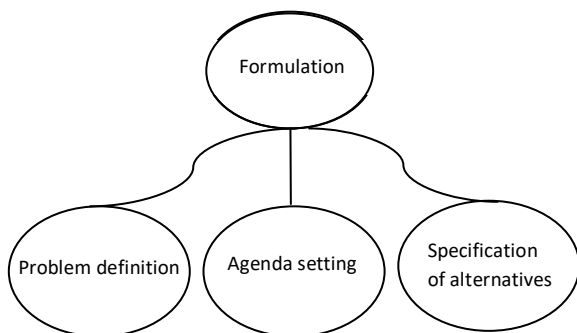 Formulation
Problem definition
Agenda setting
Specification
of alternatives